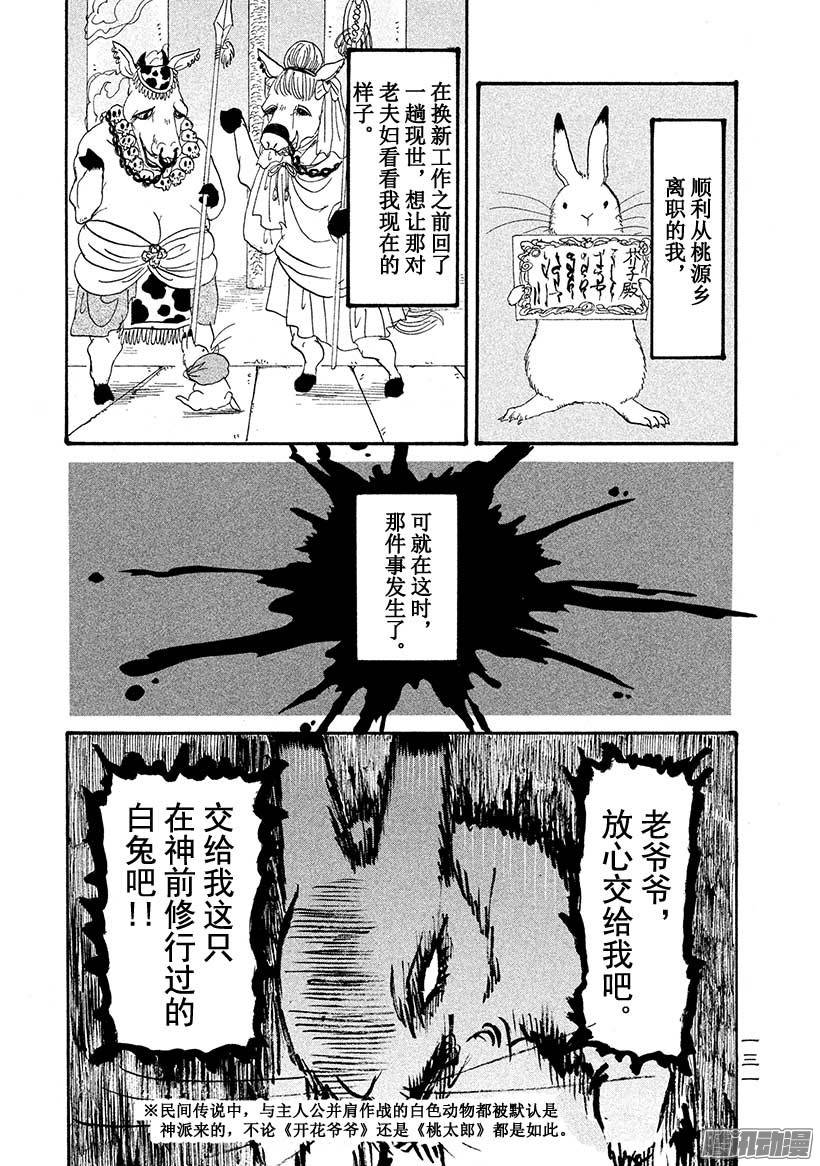 顺利从桃源乡
离职的我，
芥子殿
在换新工作之前回了
一趟现世，想让那对
老夫妇看看我现在的
样子。
可就在这时，
那件事发生了。
老爷爷，
放心交给我吧。
交给我这只
在神前修行过的
白兔吧!!
※民间传说中，与主人公并肩作战的白色动物都被默认是
神派来的，不论《开花爷爷》还是《桃太郎》都是如此。
一三一
腾讯动漫